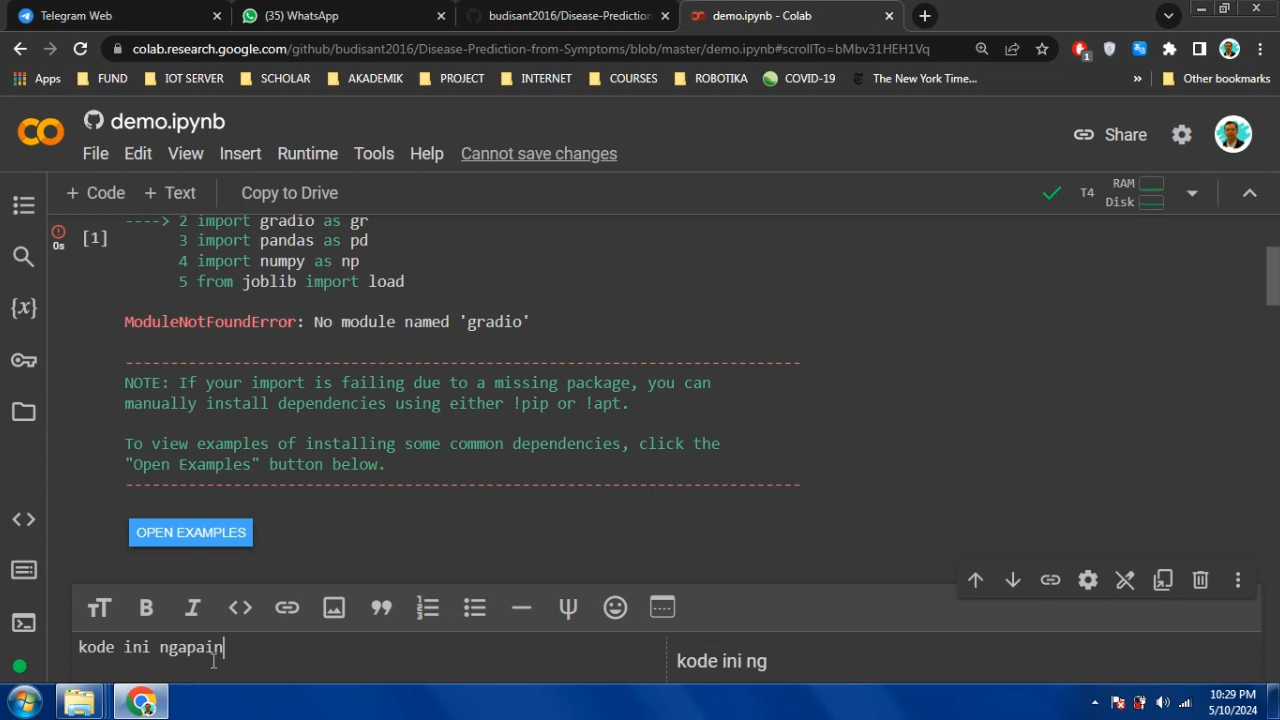 Telegram Web
(35) WhatsApp
budisant2016/Disease-Prediction
demo.ipynb - Colab
colab.research.google.com/github/budisant2016/Disease-Prediction-from-Symptoms/blob/master/demo.ipynb#scrollTo=bMbv31HEH1Vq
1
Apps FUND IOT SERVER SCHOLAR AKADEMIK PROJECT INTERNET COURSES ROBOTIKA COVID-19 The New York Time... » Other bookmarks
demo.ipynb
Share
File Edit View Insert Runtime Tools Help Cannot save changes
+ Code + Text Copy to Drive
T4 RAM
Disk
----> 2 import gradio as gr
0s [1]
3 import pandas as pd
4 import numpy as np
5 from joblib import load
ModuleNotFoundError: No module named 'gradio'
---------------------------------------------------------------------------
NOTE: If your import is failing due to a missing package, you can
manually install dependencies using either !pip or !apt.
To view examples of installing some common dependencies, click the
"Open Examples" button below.
---------------------------------------------------------------------------
OPEN EXAMPLES
kode ini ngapain
kode ini ng
10:29 PM
5/10/2024